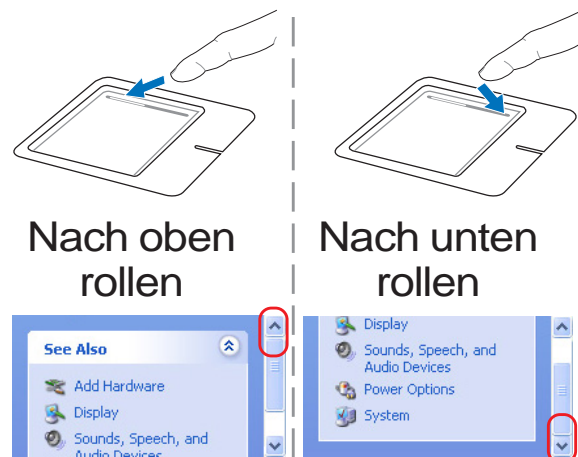 Nach oben
rollen
Nach unten
rollen
See Also
Add Hardware
Display
Sounds, Speech, and
Audio Devices
Display
Sounds, Speech, and
Audio Devices
Power Options
System